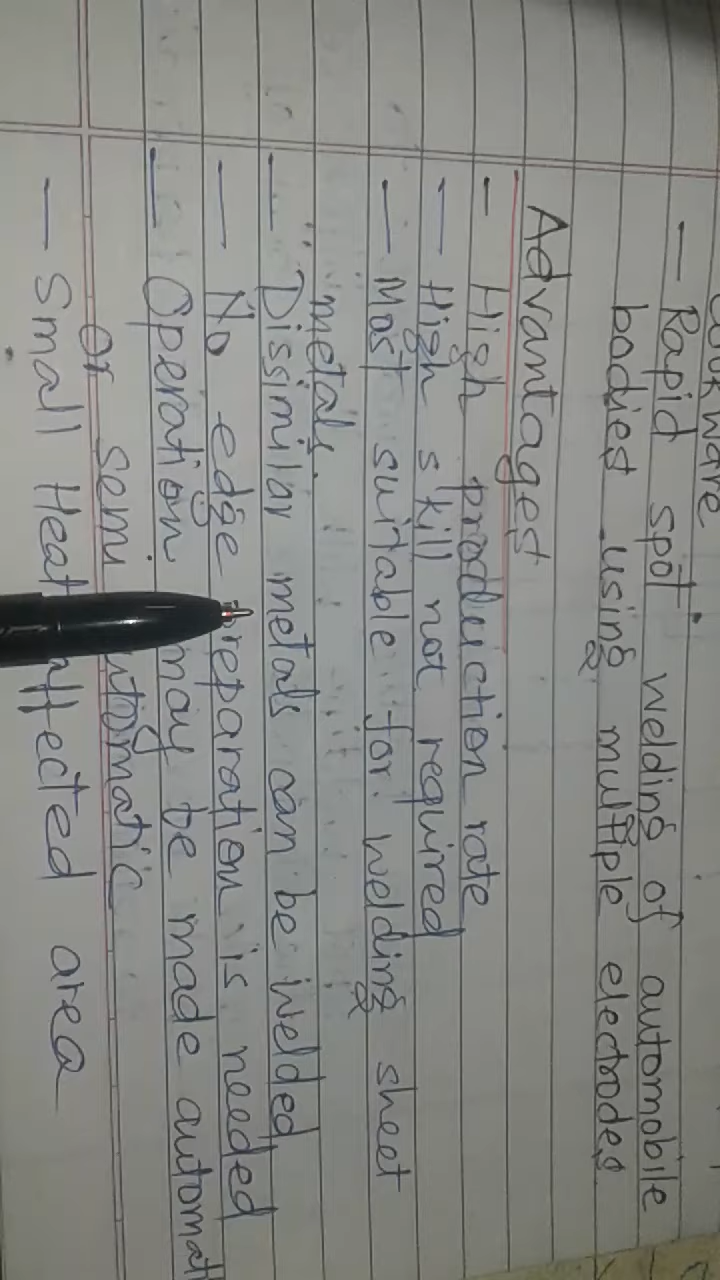 — Rapid spot welding of automobile
bodies using multiple electrodes
Advantages
- High production rate
— High skill not required
— Most suitable for welding sheet
metals.
— Dissimilar metals can be welded
— No edge preparation is needed
— Operation may be made automat
or semi utomatic
— Small Heat affected area